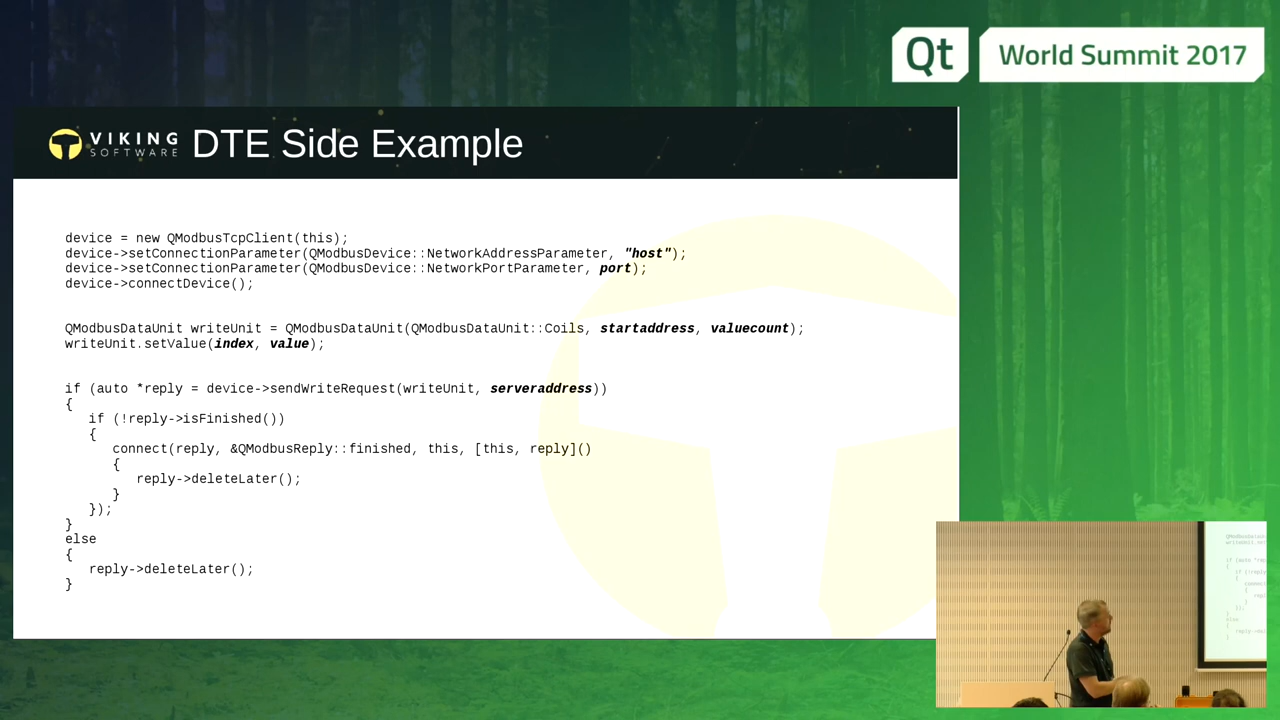 Qt World Summit 2017
VIKING SOFTWARE DTE Side Example
device = new QModbusTcpClient(this);
device->setConnectionParameter(QModbusDevice::NetworkAddressParameter, "host");
device->setConnectionParameter(QModbusDevice::NetworkPortParameter, port);
device->connectDevice();
QModbusDataUnit writeUnit = QModbusDataUnit(QModbusDataUnit::Coils, startaddress, valuecount);
writeUnit.setValue(index, value);
if (auto *reply = device->sendWriteRequest(writeUnit, serveraddress))
{
if (!reply->isFinished())
{
connect(reply, &QModbusReply::finished, this, [this, reply]()
{
reply->deleteLater();
}
});
}
else
{
reply->deleteLater();
}